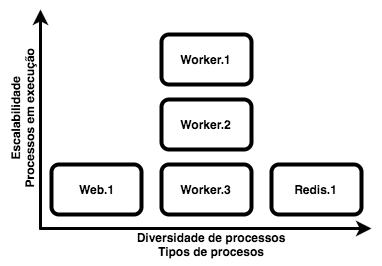 Escalabilidade
Processos em execução
Worker.1
Worker.2
Web.1
Worker.3
Redis.1
Diversidade de processos
Tipos de procesos